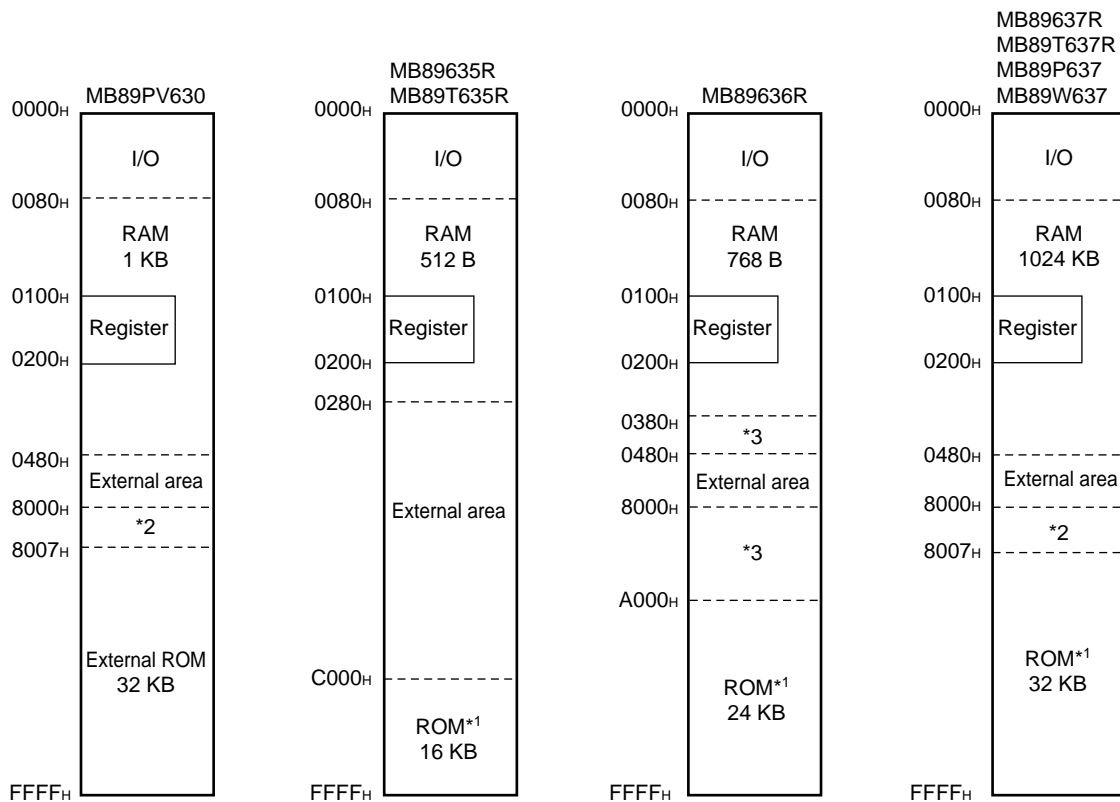 MB89PV630
0000H
I/O
0080H
RAM
1 KB
0100H
Register
0200H
0480H
External area
8000H
*2
8007H
External ROM
32 KB
FFFFH
MB89635R
MB89T635R
0000H
I/O
0080H
RAM
512 B
0100H
Register
0200H
0280H
External area
C000H
ROM*1
16 KB
FFFFH
MB89636R
0000H
I/O
0080H
RAM
768 B
0100H
Register
0200H
0380H
*3
0480H
External area
8000H
*3
A000H
ROM*1
24 KB
FFFFH
MB89637R
MB89T637R
MB89P637
MB89W637
0000H
I/O
0080H
RAM
1024 KB
0100H
Register
0200H
0480H
External area
8000H
*2
8007H
ROM*1
32 KB
FFFFH